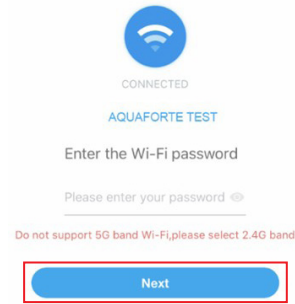 CONNECTED
AQUAFORTE TEST
Enter the Wi-Fi password
Please enter your password
Do not support 5G band Wi-Fi,please select 2.4G band
Next